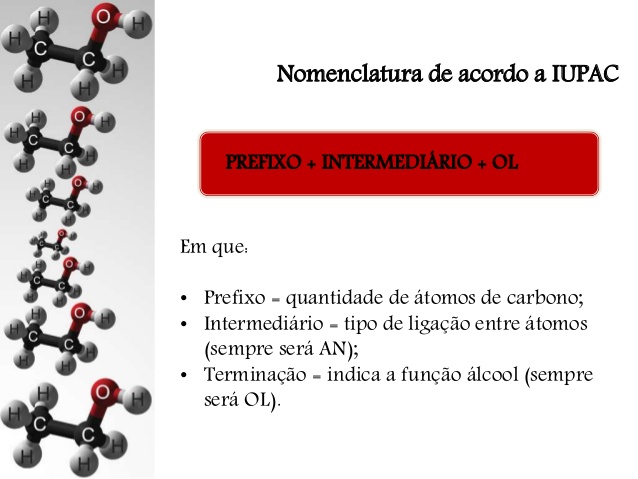 Nomenclatura de acordo a IUPAC
PREFIXO + INTERMEDIÁRIO + OL
Em que:
• Prefixo = quantidade de átomos de carbono;
• Intermediário = tipo de ligação entre átomos
(sempre será AN);
• Terminação = indica a função álcool (sempre
será OL).